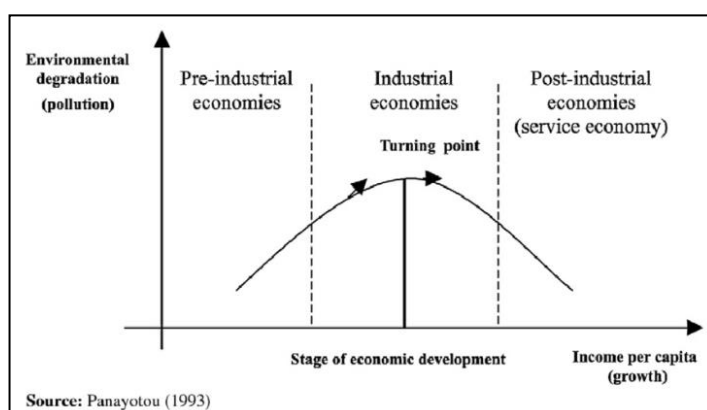 Environmental
degradation
(pollution)
Pre-industrial
economies
Industrial
economies
Post-industrial
economies
(service economy)
Turning point
Stage of economic development
Income per capita
(growth)
Source: Panayotou (1993)